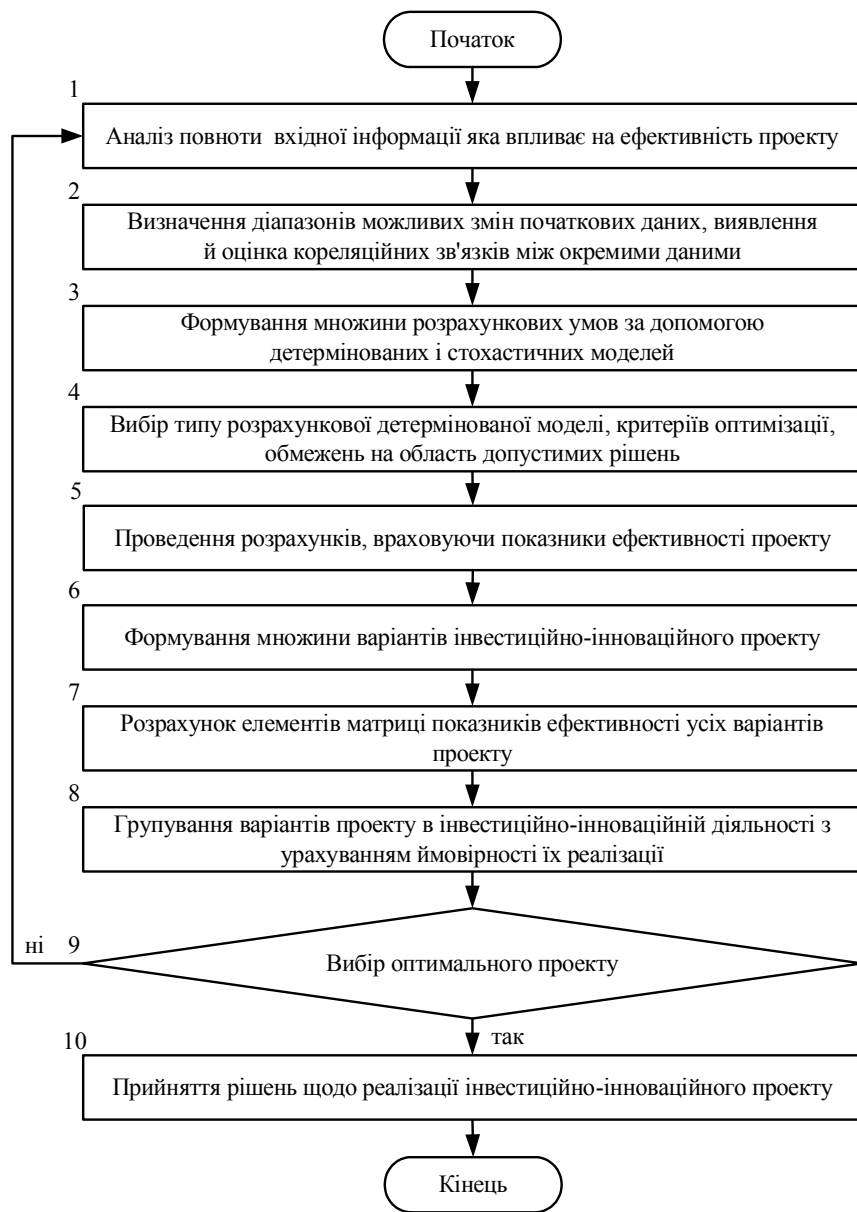 Початок
1
Аналіз повноти вхідної інформації яка впливає на ефективність проекту
2
Визначення діапазонів можливих змін початкових даних, виявлення
й оцінка кореляційних зв'язків між окремими даними
3
Формування множини розрахункових умов за допомогою
детермінованих і стохастичних моделей
4
Вибір типу розрахункової детермінованої моделі, критеріїв оптимізації,
обмежень на область допустимих рішень
5
Проведення розрахунків, враховуючи показники ефективності проекту
6
Формування множини варіантів інвестиційно-інноваційного проекту
7
Розрахунок елементів матриці показників ефективності усіх варіантів
проекту
8
Групування варіантів проекту в інвестиційно-інноваційній діяльності з
урахуванням ймовірності їх реалізації
ні 9
Вибір оптимального проекту
так
10
Прийняття рішень щодо реалізації інвестиційно-інноваційного проекту
Кінець